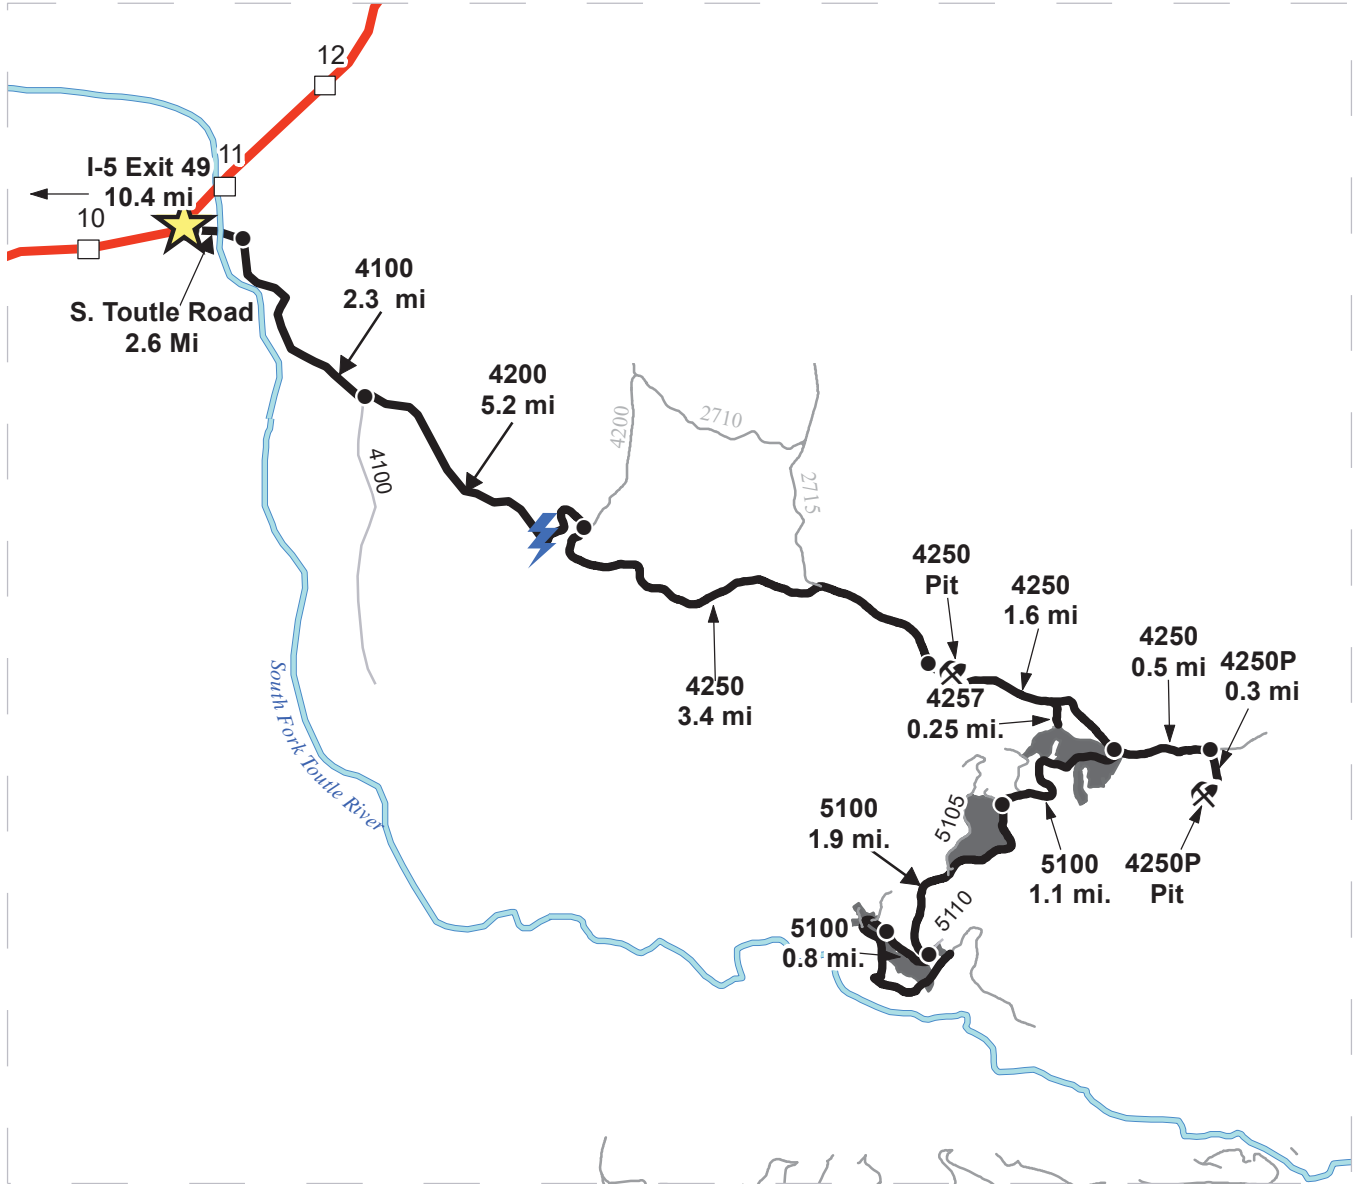 12
11
I-5 Exit 49
10.4 mi
10
S. Toutle Road
2.6 Mi
4100
2.3 mi
4200
5.2 mi
4200
2710
2715
4100
4250
Pit
4250
1.6 mi
4250
0.5 mi
4250P
0.3 mi
4257
0.25 mi.
4250
3.4 mi
South Fork Toutle River
5105
5100
1.9 mi.
5100
1.1 mi.
4250P
Pit
5110
5100
0.8 mi.